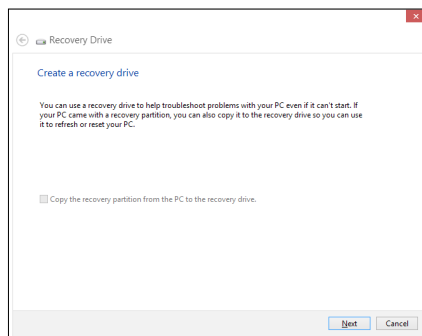 Recovery Drive
Create a recovery drive
You can use a recovery drive to help troubleshoot problems with your PC even if it can't start. If
your PC came with a recovery partition, you can also copy it to the recovery drive so you can use
it to refresh or reset your PC.
Copy the recovery partition from the PC to the recovery drive.
Next Cancel